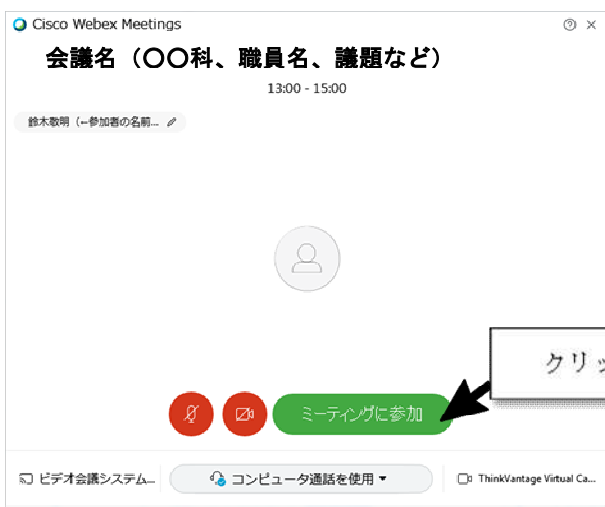 Cisco Webex Meetings
会議名（〇〇科、職員名、議題など）
13:00 - 15:00
鈴木敬明（←参加者の名前...
クリッ
ミーティングに参加
ビデオ会議システム...
コンピュータ通話を使用
ThinkVantage Virtual Ca...